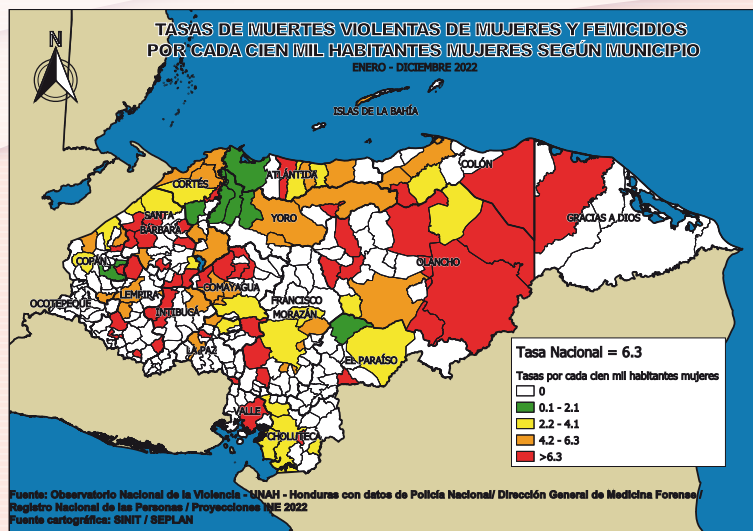 TASAS DE MUERTES VIOLENTAS DE MUJERES Y FEMICIDIOS
POR CADA CIEN MIL HABITANTES MUJERES SEGÚN MUNICIPIO
ENERO - DICIEMBRE 2022
N
ISLAS DE LA BAHÍA
COLÓN
ATLÁNTIDA
CORTÉS
SANTA
BÁRBARA
YORO
GRACIAS A DIOS
COPÁN
OLANCHO
COMAYAGUA
LEMPIRA
OCOTEPEQUE
FRANCISCO
MORAZÁN
INTIBUCÁ
LA PAZ
EL PARAÍSO
VALLE
CHOLUTECA
Tasa Nacional = 6.3
Tasas por cada cien mil habitantes mujeres
0
0.1 - 2.1
2.2 - 4.1
4.2 - 6.3
>6.3
Fuente: Observatorio Nacional de la Violencia - UNAH - Honduras con datos de Policía Nacional/ Dirección General de Medicina Forense /
Registro Nacional de las Personas / Proyecciones INE 2022
Fuente cartográfica: SINIT / SEPLAN